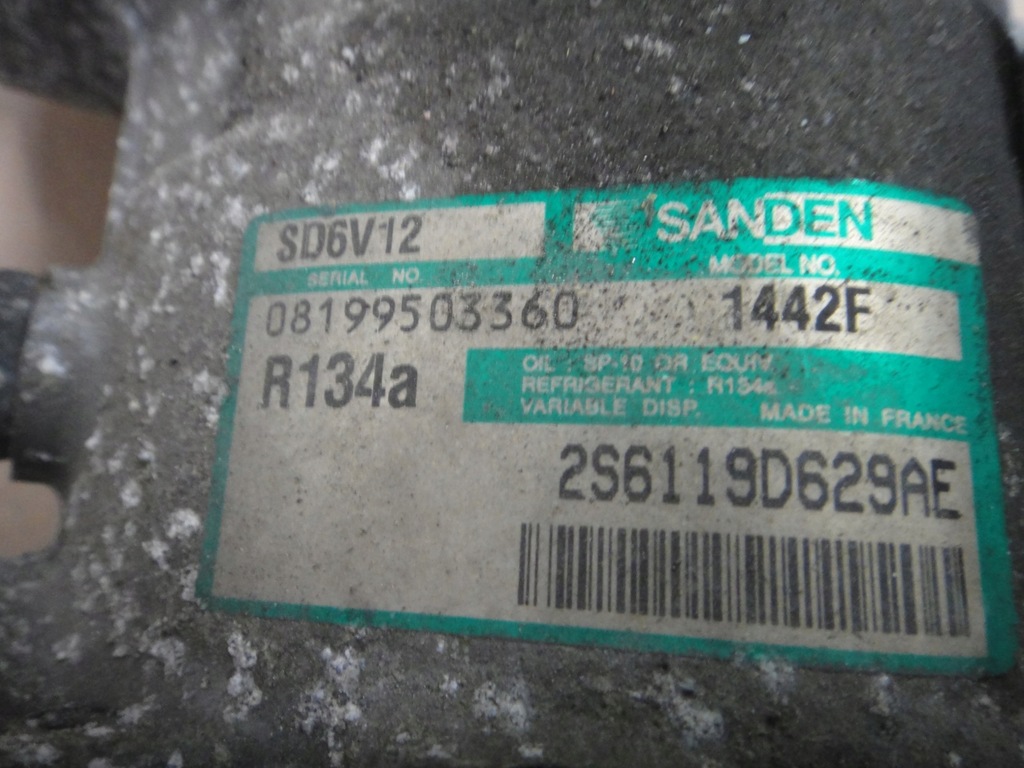 SD6V12 SANDEN
SERIAL NO. MODEL NO.
08199503360 1442F
R134a
OIL : SP-10 OR EQUIV.
REFRIGERANT : R134a
VARIABLE DISP. MADE IN FRANCE
2S6119D629AE